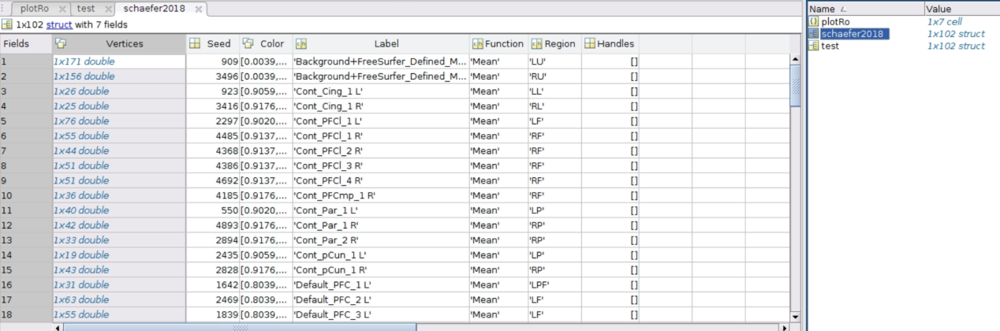 plotRo test schaefer2018
1x102 struct with 7 fields
Fields Vertices Seed Color Label Function Region Handles
1 1x171 double 909 [0.0039,... 'Background+FreeSurfer_Defined_M... 'Mean' 'LU' []
2 1x156 double 3496 [0.0039,... 'Background+FreeSurfer_Defined_M... 'Mean' 'RU' []
3 1x26 double 923 [0.9059,... 'Cont_Cing_1 L' 'Mean' 'LL' []
4 1x25 double 3416 [0.9176,... 'Cont_Cing_1 R' 'Mean' 'RL' []
5 1x76 double 2297 [0.9020,... 'Cont_PFCl_1 L' 'Mean' 'LF' []
6 1x55 double 4485 [0.9137,... 'Cont_PFCl_1 R' 'Mean' 'RF' []
7 1x44 double 4368 [0.9137,... 'Cont_PFCl_2 R' 'Mean' 'RF' []
8 1x51 double 4386 [0.9137,... 'Cont_PFCl_3 R' 'Mean' 'RF' []
9 1x51 double 4692 [0.9137,... 'Cont_PFCl_4 R' 'Mean' 'RF' []
10 1x36 double 4185 [0.9176,... 'Cont_PFCmp_1 R' 'Mean' 'RF' []
11 1x40 double 550 [0.9020,... 'Cont_Par_1 L' 'Mean' 'LP' []
12 1x42 double 4893 [0.9176,... 'Cont_Par_1 R' 'Mean' 'RP' []
13 1x33 double 2894 [0.9176,... 'Cont_Par_2 R' 'Mean' 'RP' []
14 1x19 double 2435 [0.9059,... 'Cont_pCun_1 L' 'Mean' 'LP' []
15 1x43 double 2828 [0.9176,... 'Cont_pCun_1 R' 'Mean' 'RP' []
16 1x31 double 1642 [0.8039,... 'Default_PFC_1 L' 'Mean' 'LPF' []
17 1x63 double 2469 [0.8039,... 'Default_PFC_2 L' 'Mean' 'LF' []
18 1x55 double 1839 [0.8039,... 'Default_PFC_3 L' 'Mean' 'LF' []
Name Value
plotRo 1x7 cell
schaefer2018 1x102 struct
test 1x102 struct